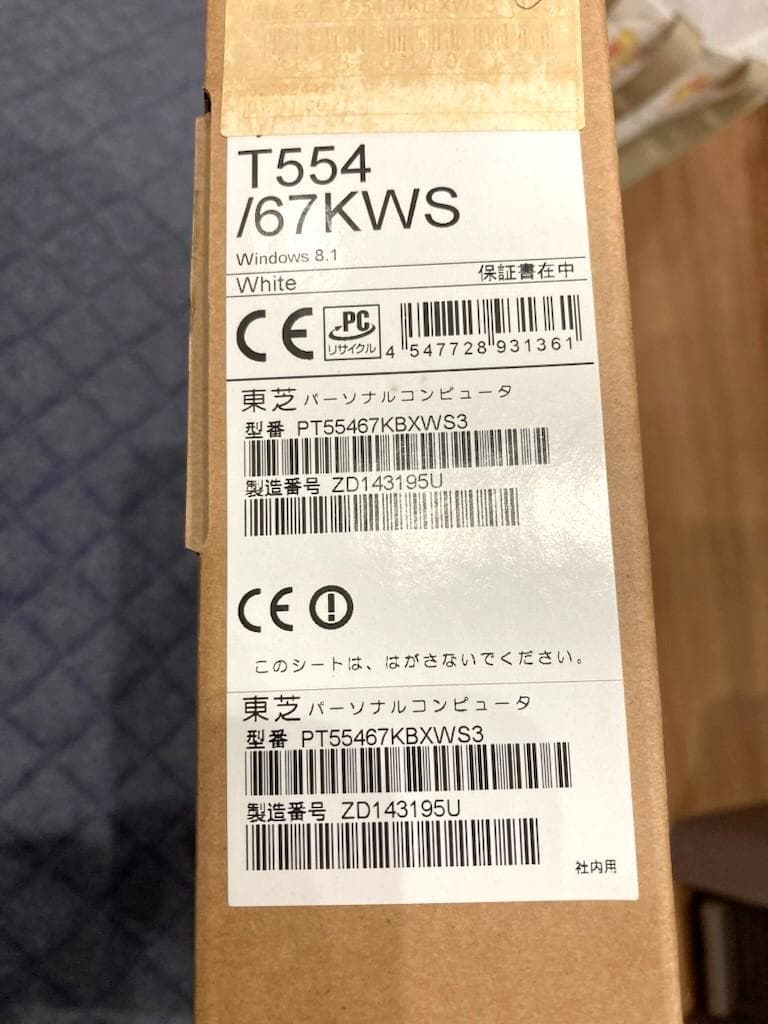 T554
/67KWS
Windows 8.1
White 保証書在中
CE PC リサイクル 4 547728 931361
東芝 パーソナルコンピュータ
型番 PT55467KBXWS3
製造番号 ZD143195U
CE
このシートは、はがさないでください。
東芝 パーソナルコンピュータ
型番 PT55467KBXWS3
製造番号 ZD143195U
社内用